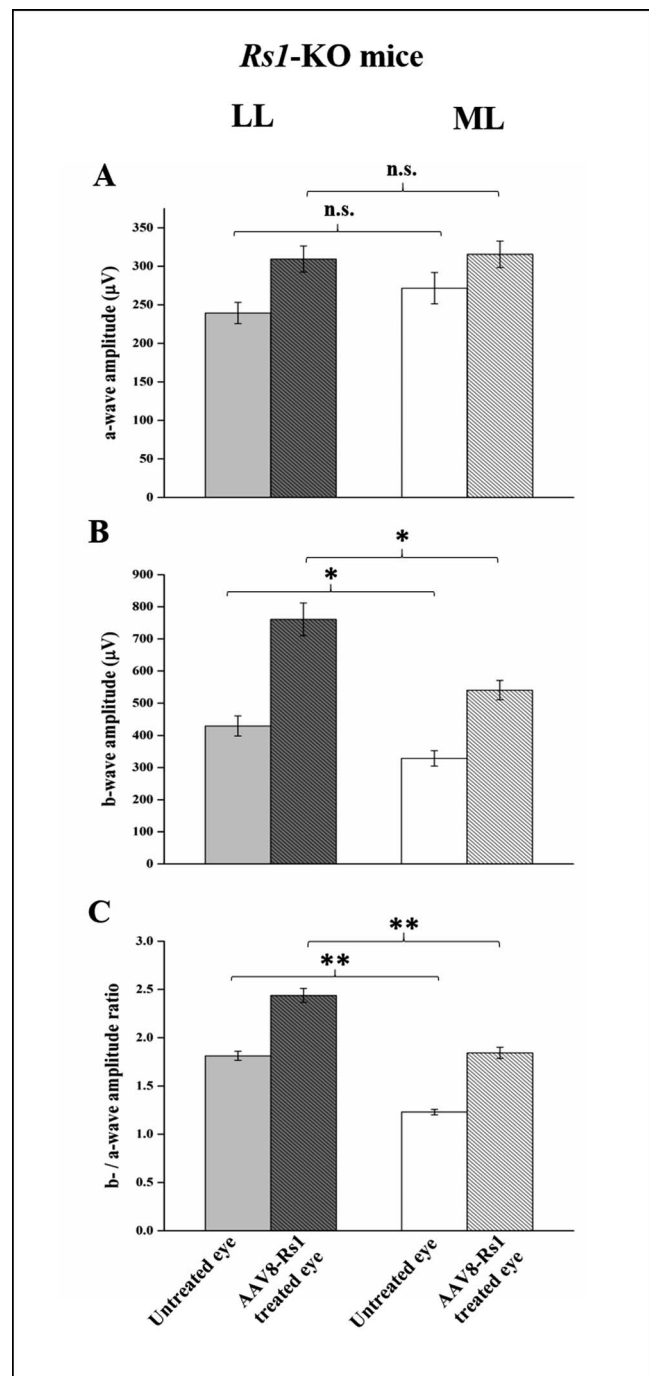 Rs1-KO mice
LL ML
A
n.s.
n.s.
350
300
250
200
150
100
50
0
a-wave amplitude (µV)
B
*
*
900
800
700
600
500
400
300
200
100
0
b-wave amplitude (µV)
C
**
**
3.0
2.5
2.0
1.5
1.0
0.5
0.0
b- / a-wave amplitude ratio
Untreated eye
AAV8-Rs1
treated eye
Untreated eye
AAV8-Rs1
treated eye